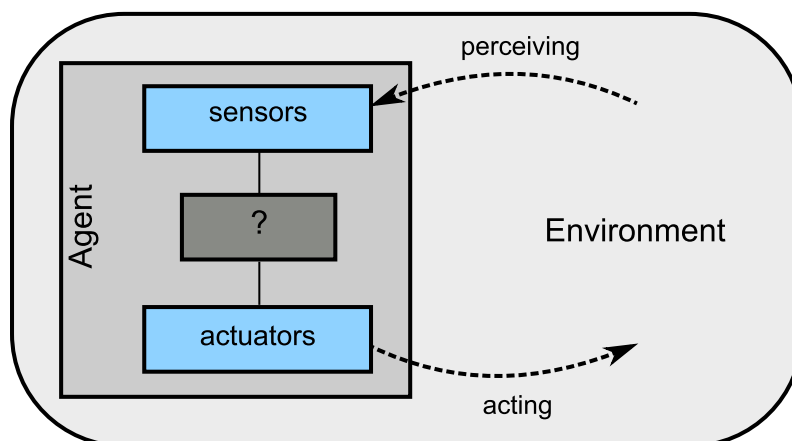 perceiving
sensors
Agent
?
Environment
actuators
acting